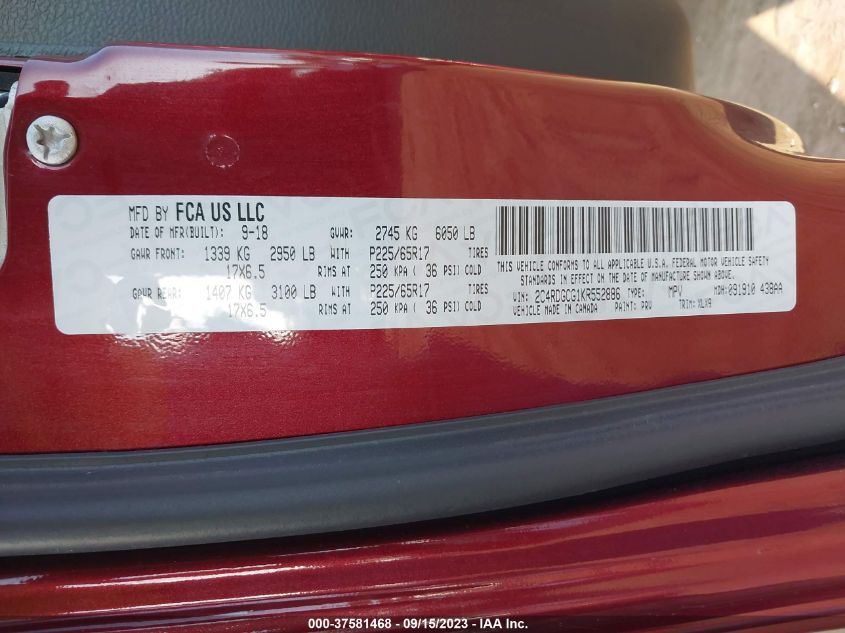 MFD BY FCA US LLC
DATE OF MFR(BUILT): 9-18 GVWR: 2745 KG 6050 LB
GAWR FRONT: 1339 KG 2950 LB WITH P225/65R17 TIRES
17X6.5 RIMS AT 250 KPA ( 36 PSI) COLD
GAWR REAR: 1407 KG 3100 LB WITH P225/65R17 TIRES
17X6.5 RIMS AT 250 KPA ( 36 PSI) COLD
THIS VEHICLE CONFORMS TO ALL APPLICABLE U.S.A. FEDERAL MOTOR VEHICLE SAFETY
STANDARDS IN EFFECT ON THE DATE OF MANUFACTURE SHOWN ABOVE.
VIN: 2C4RDGCG1KR552886 TYPE: MPV MDH: 091910 439AA
VEHICLE MADE IN CANADA PAINT: PRV TRIM: XLX9
000-37581468 - 09/15/2023 - IAA Inc.